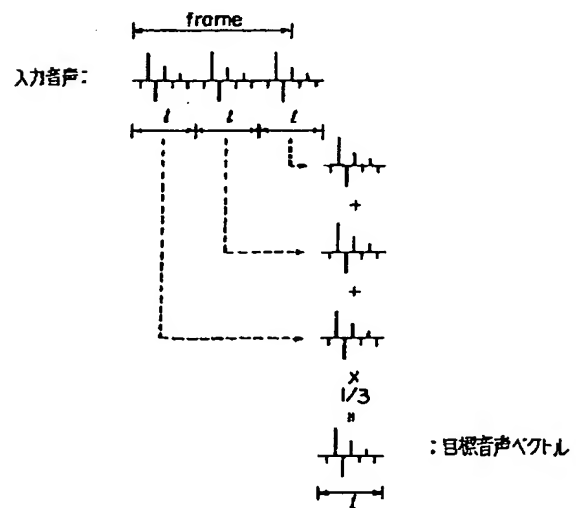 frame
入力音声:
l l l
+
+
×
1/3
=
:目標音声ベクトル
l